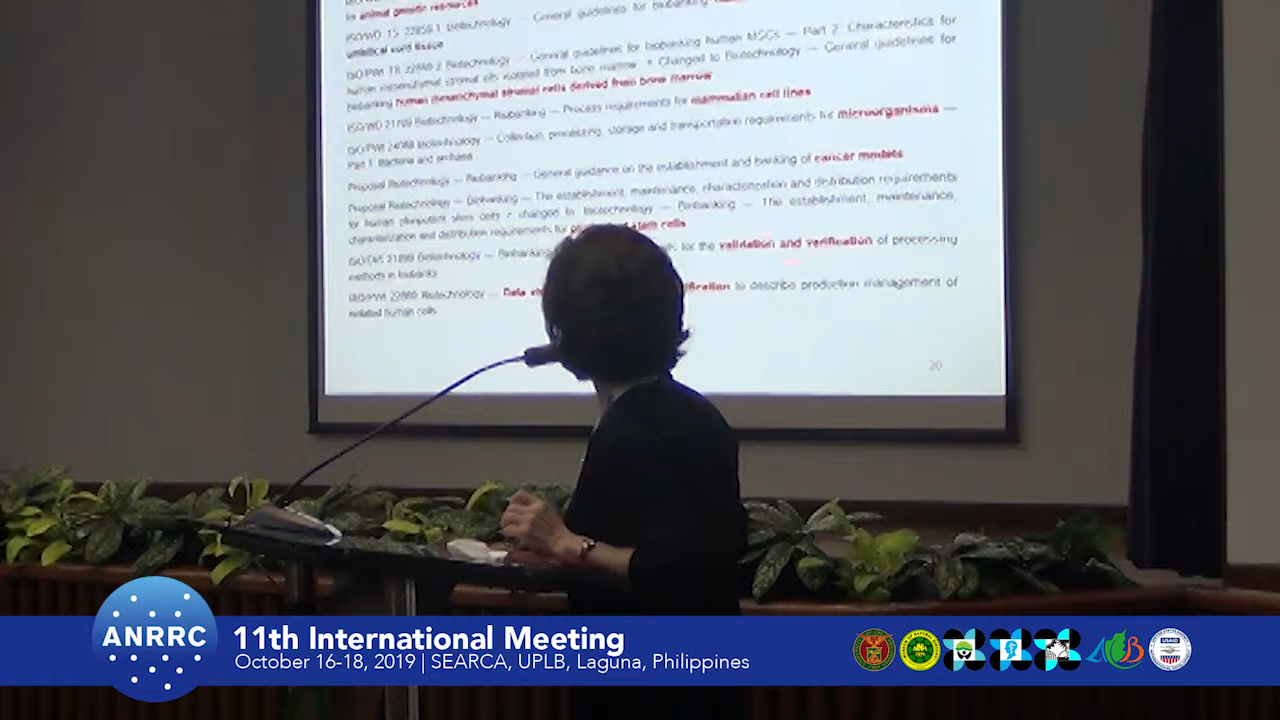 for animal genetic resources
Biotechnology — General guidelines for biobanking
umbilical cord tissue
Biotechnology — General guidelines for biobanking human MSCs — Part 2: Characteristics for
human mesenchymal stromal cells isolated from bone marrow Changed to Biotechnology — General guidelines for
biobanking human mesenchymal stromal cells derived from bone marrow
ISO/WD 21709 Biotechnology — Biobanking — Process requirements for mammalian cell lines
ISO/PWI 24088 Biotechnology — Collection, processing, storage and transportation requirements for microorganisms —
Part 1: Bacteria and archaea
Proposal Biotechnology — Biobanking — General guidance on the establishment and banking of cancer models
Proposal Biotechnology — Biobanking — The establishment, maintenance, characterization and distribution requirements
for human pluripotent stem cells changed to Biotechnology — Biobanking — The establishment, maintenance,
characterization and distribution requirements for stem cells
ISO/DIS 21899 Biotechnology — Biobanking for the validation and verification of processing
methods in biobanks
Biotechnology — Data to describe production management of
isolated human cells
20
ANRRC
11th International Meeting
October 16-18, 2019 | SEARCA, UPLB, Laguna, Philippines
USAID